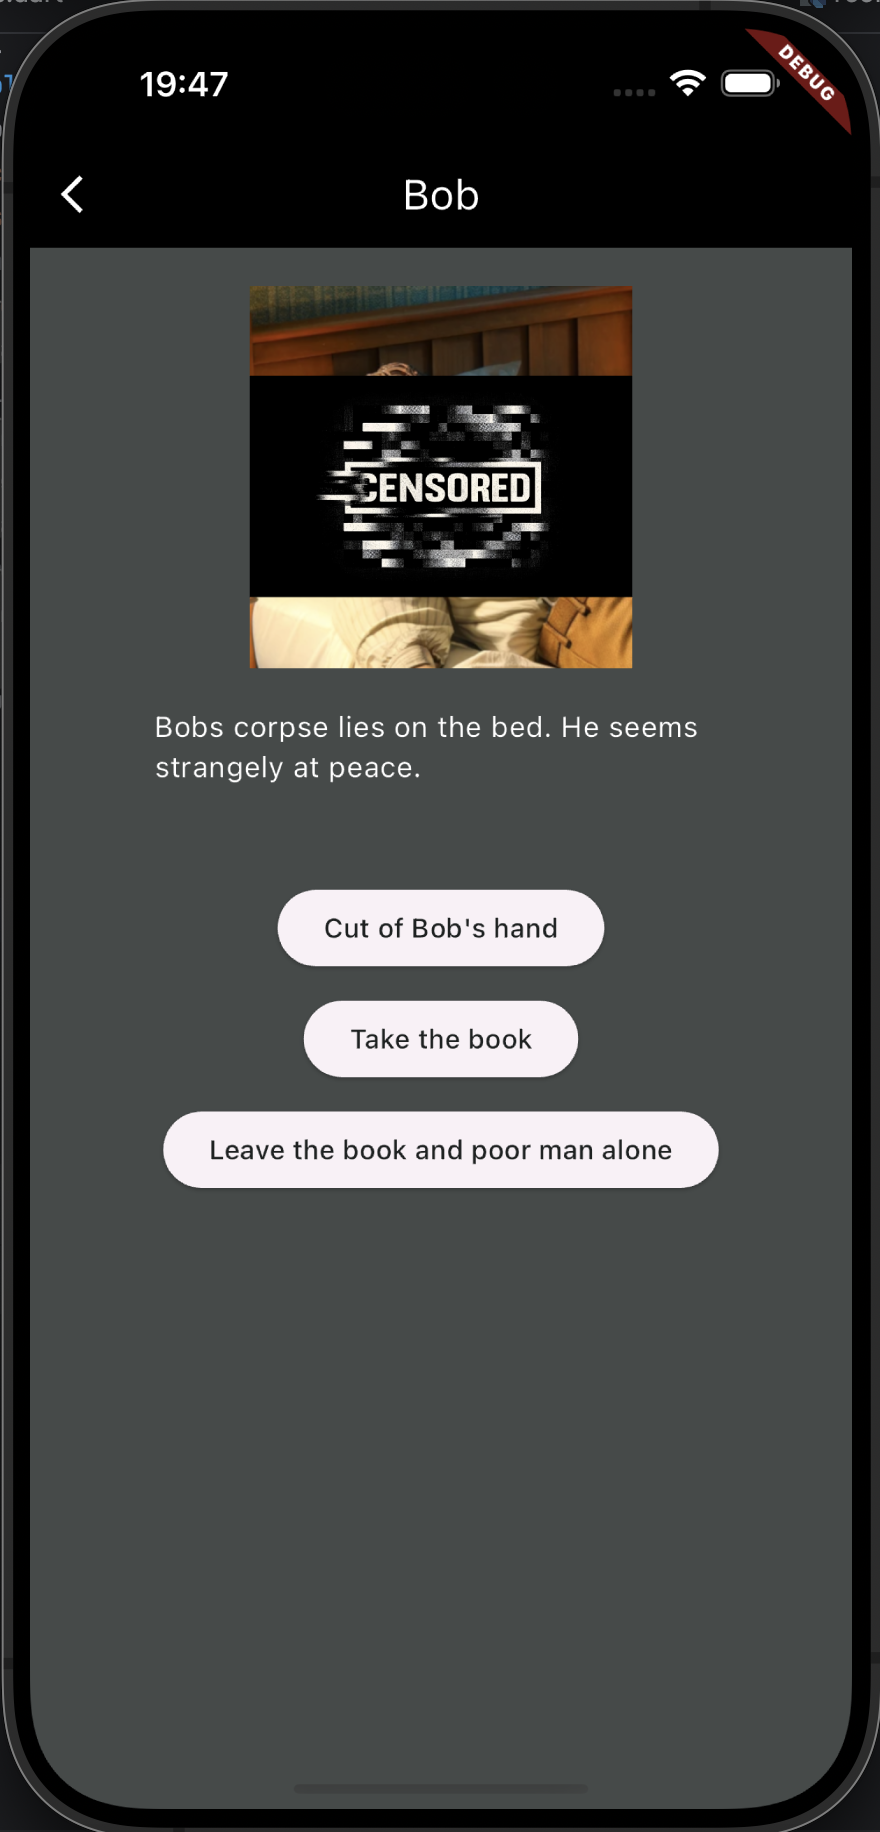 19:47
DEBUG
Bob
CENSORED
Bobs corpse lies on the bed. He seems
strangely at peace.
Cut of Bob's hand
Take the book
Leave the book and poor man alone